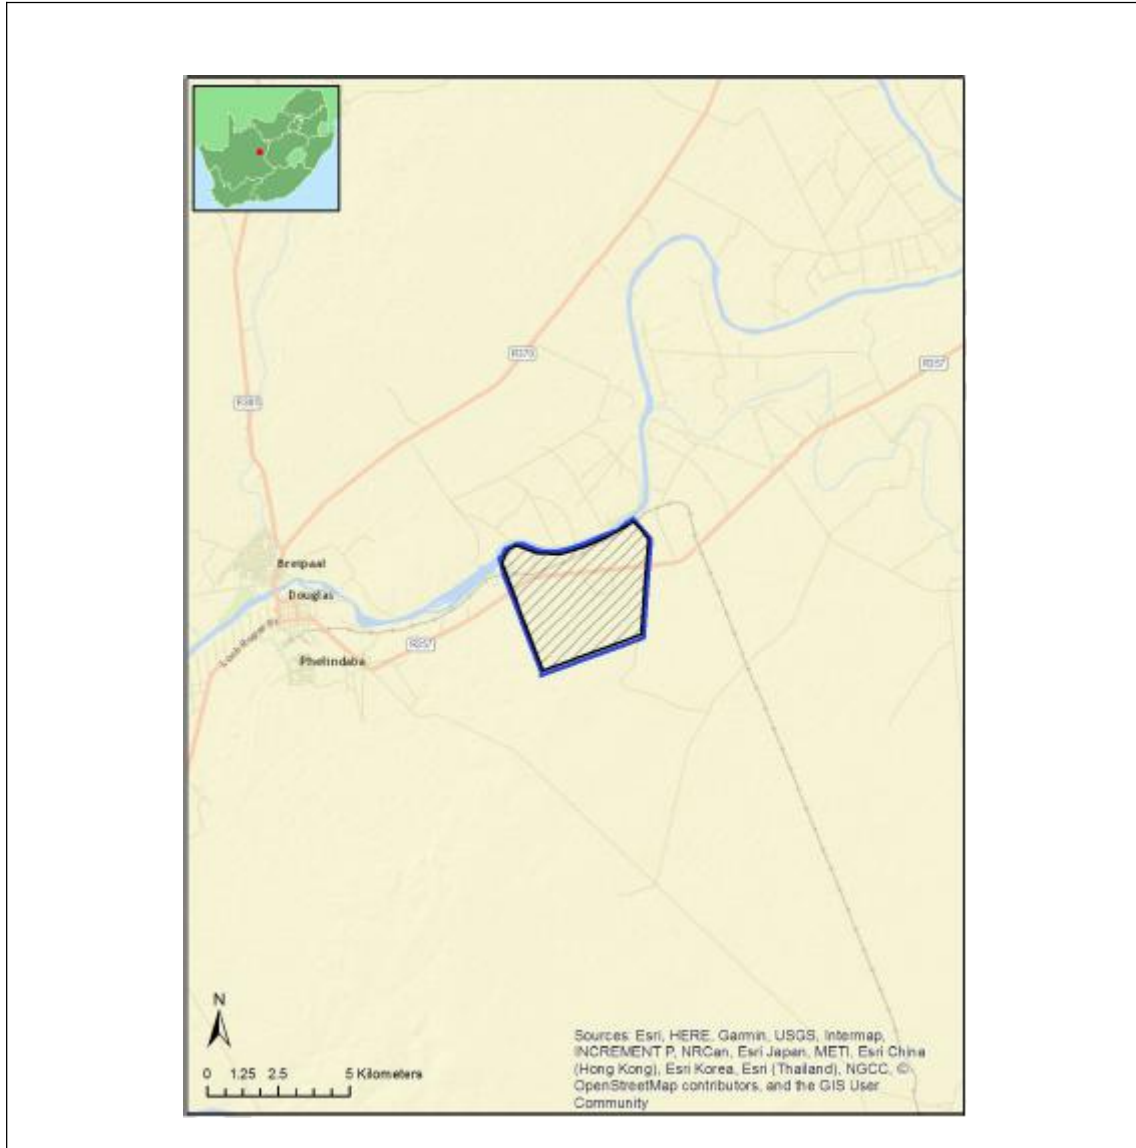 R370
R357
Breipaal
Douglas
R357
Phelindaba
N
0 1.25 2.5 5 Kilometers
Sources: Esri, HERE, Garmin, USGS, Intermap,
INCREMENT P, NRCan, Esri Japan, METI, Esri China
(Hong Kong), Esri Korea, Esri (Thailand), NGCC, ©
OpenStreetMap contributors, and the GIS User
Community